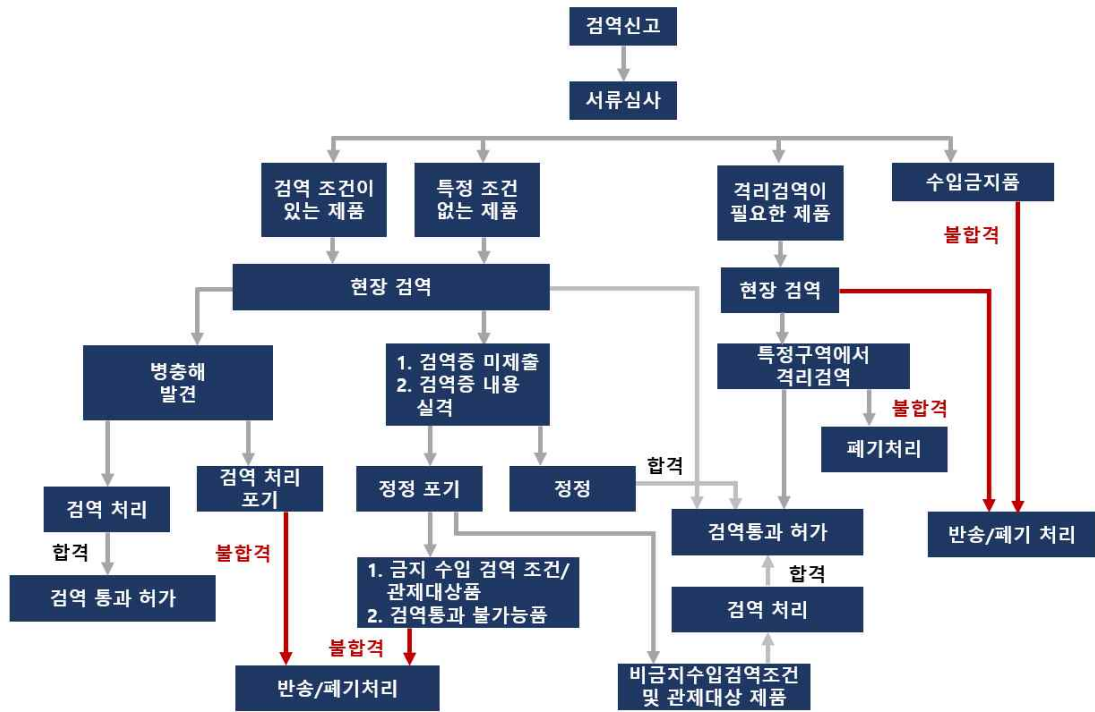 검역신고
서류심사
검역 조건이
있는 제품
특정 조건
없는 제품
격리검역이
필요한 제품
수입금지품
불합격
현장 검역
현장 검역
병충해
발견
1. 검역증 미제출
2. 검역증 내용
실격
특정구역에서
격리검역
불합격
폐기처리
검역 처리
검역 처리
포기
정정 포기
정정
합격
검역통과 허가
반송/폐기 처리
합격
불합격
검역 통과 허가
1. 금지 수입 검역 조건/
관제대상품
2. 검역통과 불가능품
합격
검역 처리
불합격
반송/폐기처리
비금지수입검역조건
및 관제대상 제품